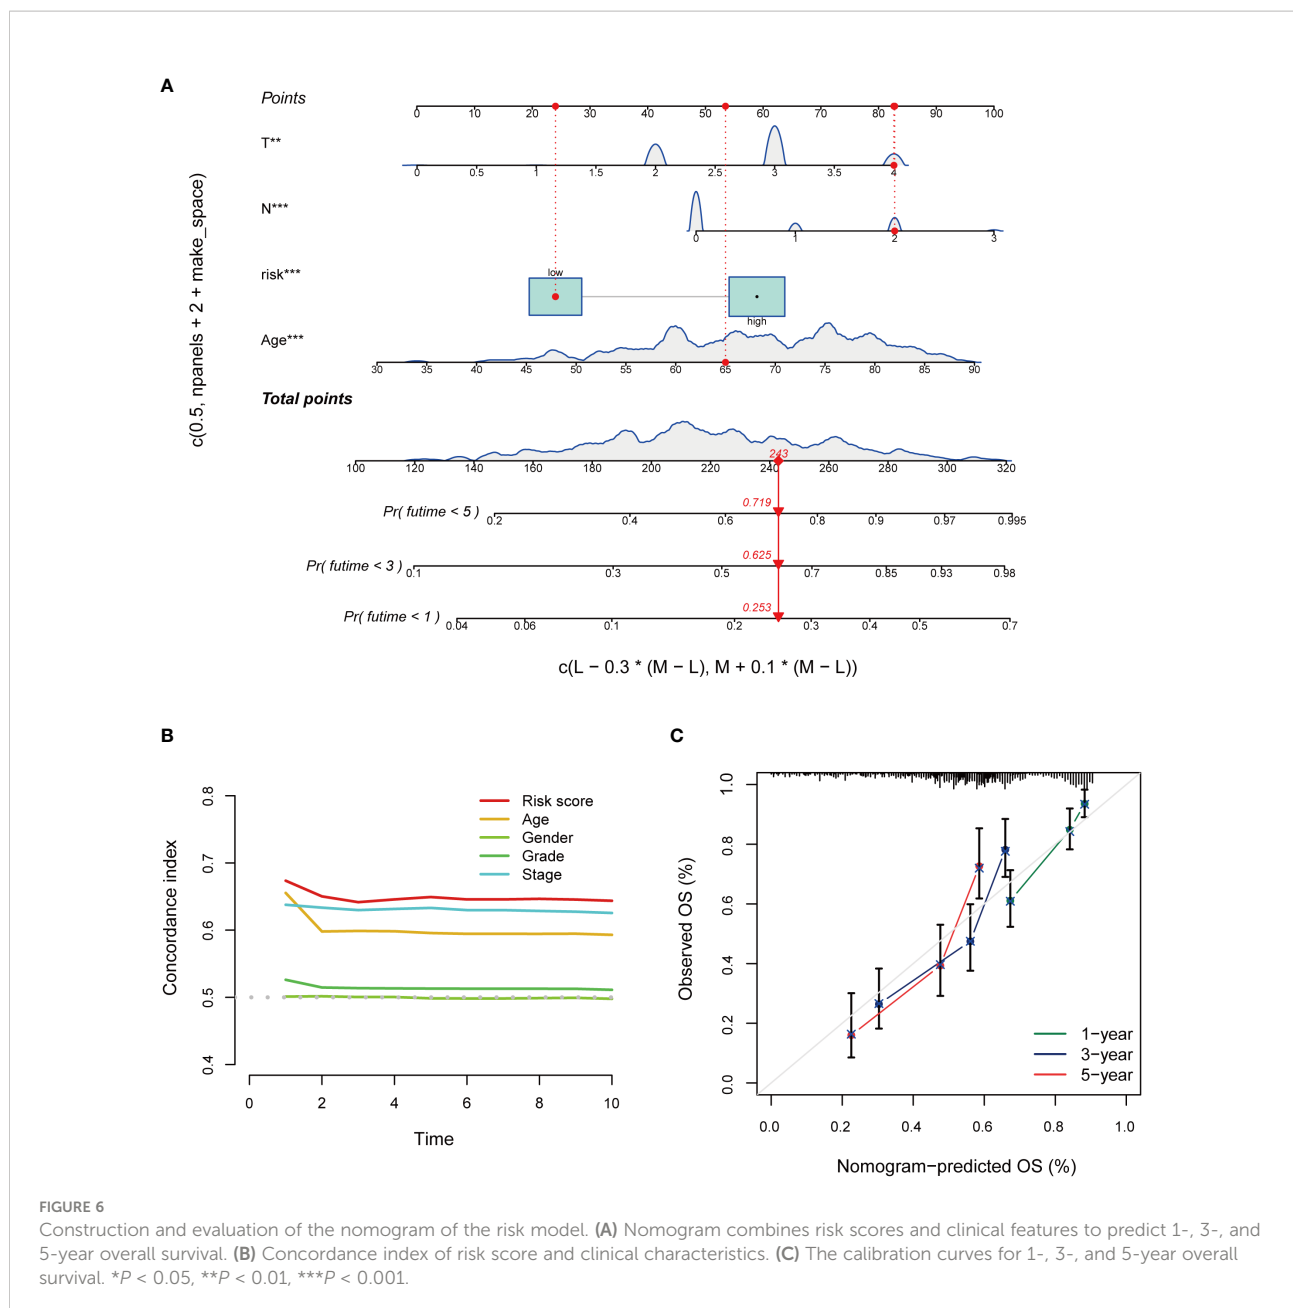 A
Points
0 10 20 30 40 50 60 70 80 90 100
T**
0 0.5 1 1.5 2 2.5 3 3.5 4
N***
0 1 2 3
risk***
low
high
Age***
30 35 40 45 50 55 60 65 70 75 80 85 90
Total points
243
100 120 140 160 180 200 220 240 260 280 300 320
0.719
Pr( futime < 5 )
0.2 0.4 0.6 0.8 0.9 0.97 0.995
0.625
Pr( futime < 3 )
0.1 0.3 0.5 0.7 0.85 0.93 0.98
0.253
Pr( futime < 1 )
0.04 0.06 0.1 0.2 0.3 0.4 0.5 0.7
c(0.5, npanels + 2 + make_space)
c(L − 0.3 * (M − L), M + 0.1 * (M − L))
B
Concordance index
0.8
0.7
0.6
0.5
0.4
Risk score
Age
Gender
Grade
Stage
0 2 4 6 8 10
Time
C
Observed OS (%)
1.0
0.8
0.6
0.4
0.2
0.0
1−year
3−year
5−year
0.0 0.2 0.4 0.6 0.8 1.0
Nomogram−predicted OS (%)
FIGURE 6
Construction and evaluation of the nomogram of the risk model. (A) Nomogram combines risk scores and clinical features to predict 1-, 3-, and
5-year overall survival. (B) Concordance index of risk score and clinical characteristics. (C) The calibration curves for 1-, 3-, and 5-year overall
survival. *P < 0.05, **P < 0.01, ***P < 0.001.